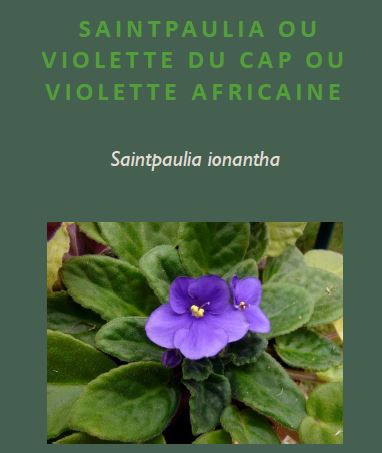 SAINTPAULIA OU
VIOLETTE DU CAP OU
VIOLETTE AFRICAINE
Saintpaulia ionantha